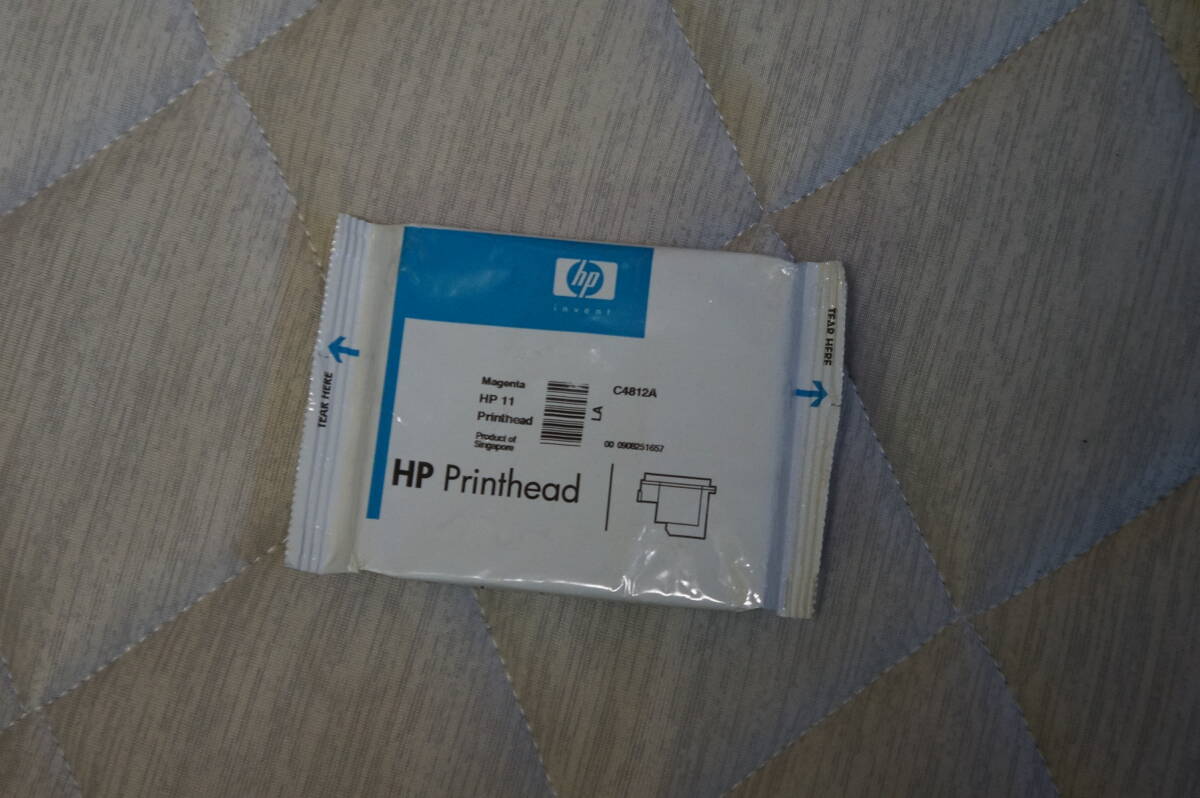 hp
invent
TEAR HERE
TEAR HERE
Magenta
HP 11
Printhead
Product of
Singapore
LA
C4812A
00 0908251657
HP Printhead